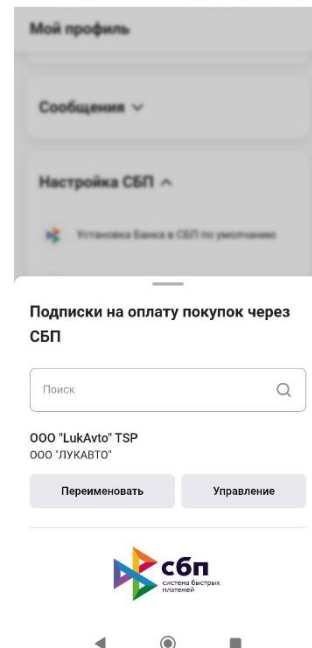 Мой профиль
Сообщения
Настройка СБП
Установка Банка в СБП по умолчанию
Подписки на оплату покупок через
СБП
Поиск
ООО "LukAvto" TSP
ООО "ЛУКАВТО"
Переименовать Управление
сбп
система быстрых
платежей